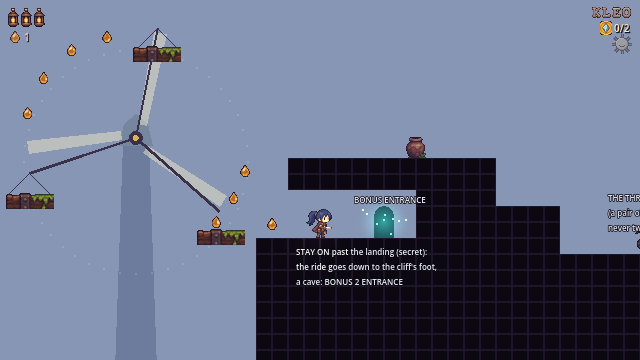 KLEO
1
0/2
BONUS ENTRANCE
THE THR
(a pair o
never tw
STAY ON past the landing (secret):
the ride goes down to the cliff's foot,
a cave: BONUS 2 ENTRANCE